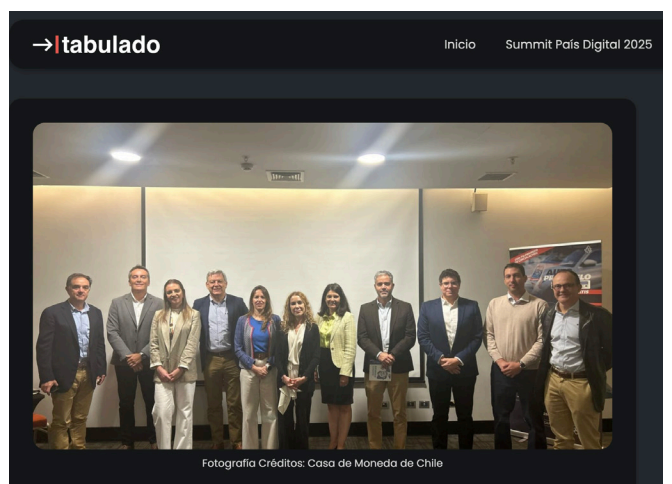 tabulado
Inicio
Summit País Digital 2025
Fotografía Créditos: Casa de Moneda de Chile